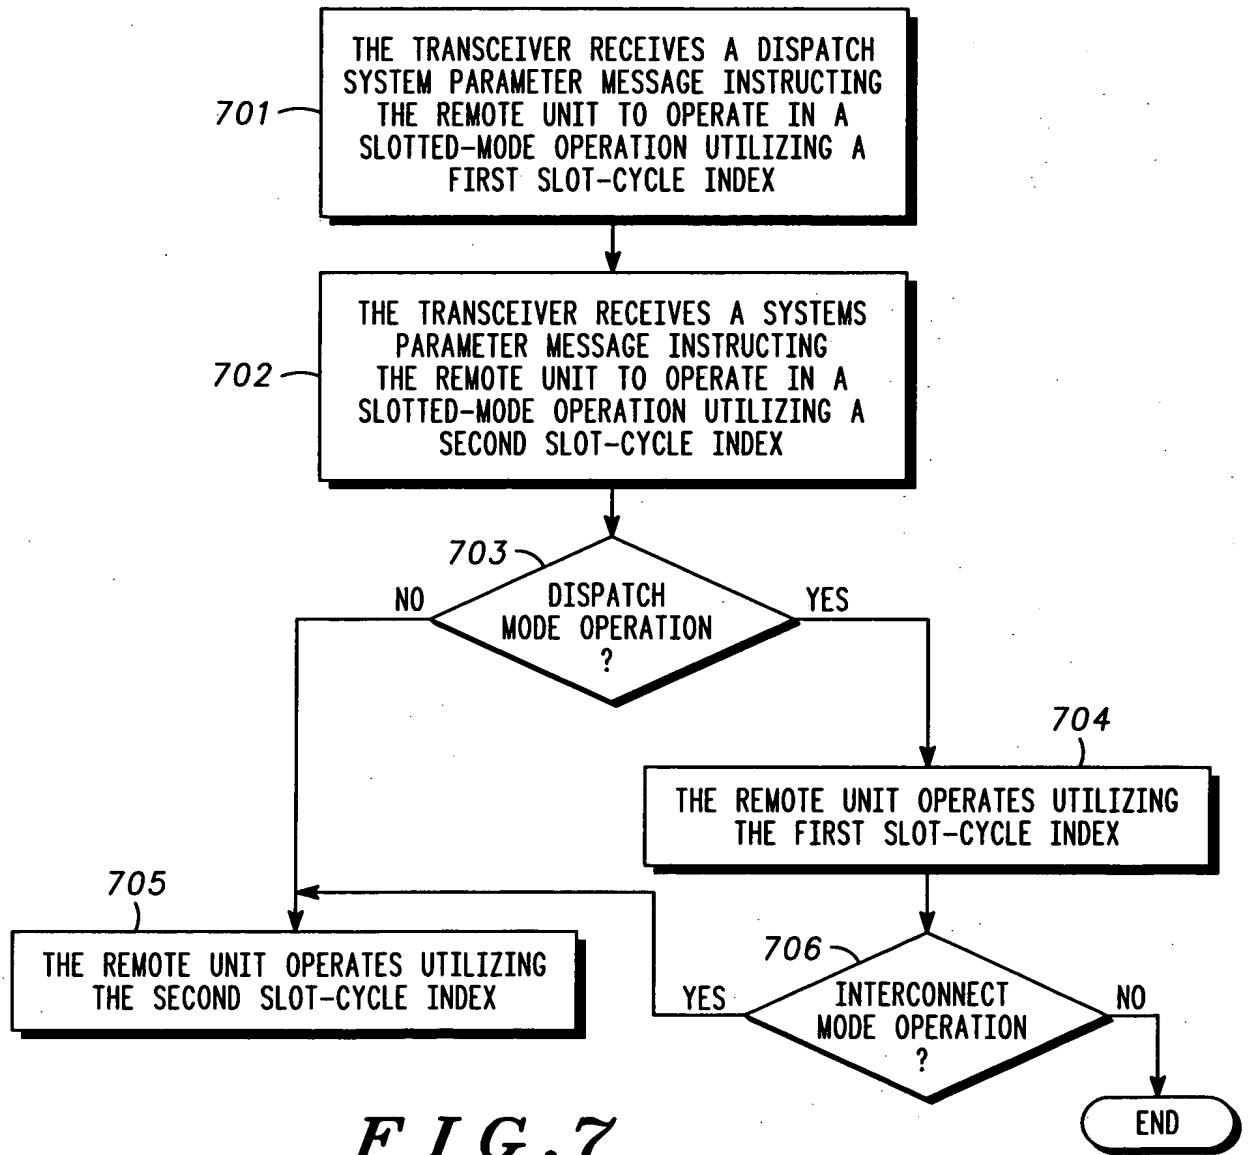 THE TRANSCEIVER RECEIVES A DISPATCH
SYSTEM PARAMETER MESSAGE INSTRUCTING
THE REMOTE UNIT TO OPERATE IN A
SLOTTED-MODE OPERATION UTILIZING A
FIRST SLOT-CYCLE INDEX
701
THE TRANSCEIVER RECEIVES A SYSTEMS
PARAMETER MESSAGE INSTRUCTING
THE REMOTE UNIT TO OPERATE IN A
SLOTTED-MODE OPERATION UTILIZING A
SECOND SLOT-CYCLE INDEX
702
703
DISPATCH
MODE OPERATION
?
NO
YES
704
THE REMOTE UNIT OPERATES UTILIZING
THE FIRST SLOT-CYCLE INDEX
705
THE REMOTE UNIT OPERATES UTILIZING
THE SECOND SLOT-CYCLE INDEX
706
INTERCONNECT
MODE OPERATION
?
YES
NO
END
FIG.7